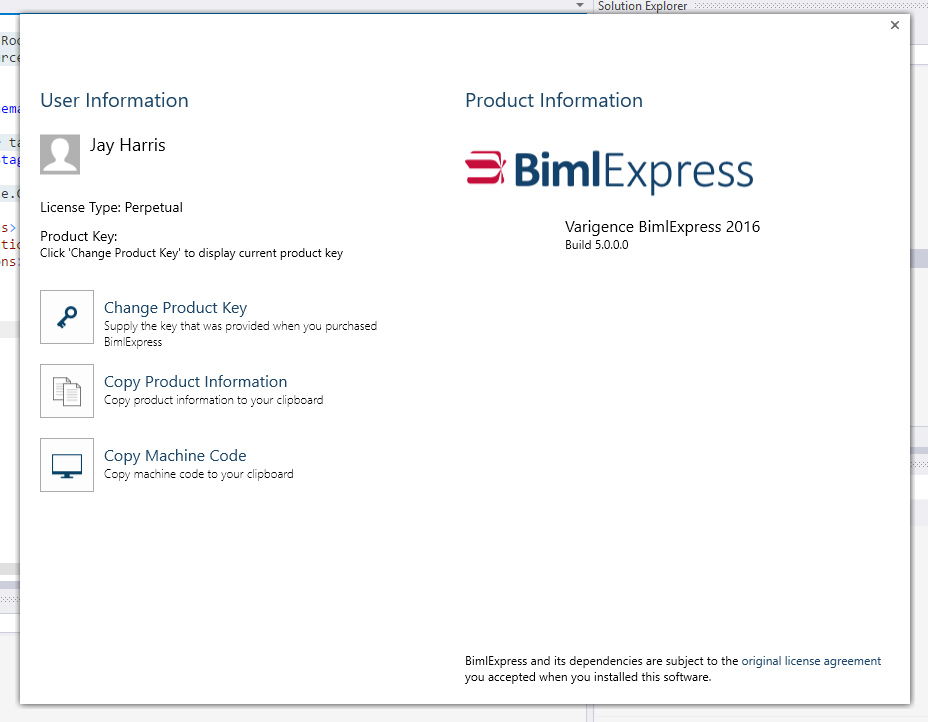 Solution Explorer
User Information
Jay Harris
License Type: Perpetual
Product Key:
Click 'Change Product Key' to display current product key
Change Product Key
Supply the key that was provided when you purchased
BimlExpress
Copy Product Information
Copy product information to your clipboard
Copy Machine Code
Copy machine code to your clipboard
Product Information
BimlExpress
Varigence BimlExpress 2016
Build 5.0.0.0
BimlExpress and its dependencies are subject to the original license agreement
you accepted when you installed this software.